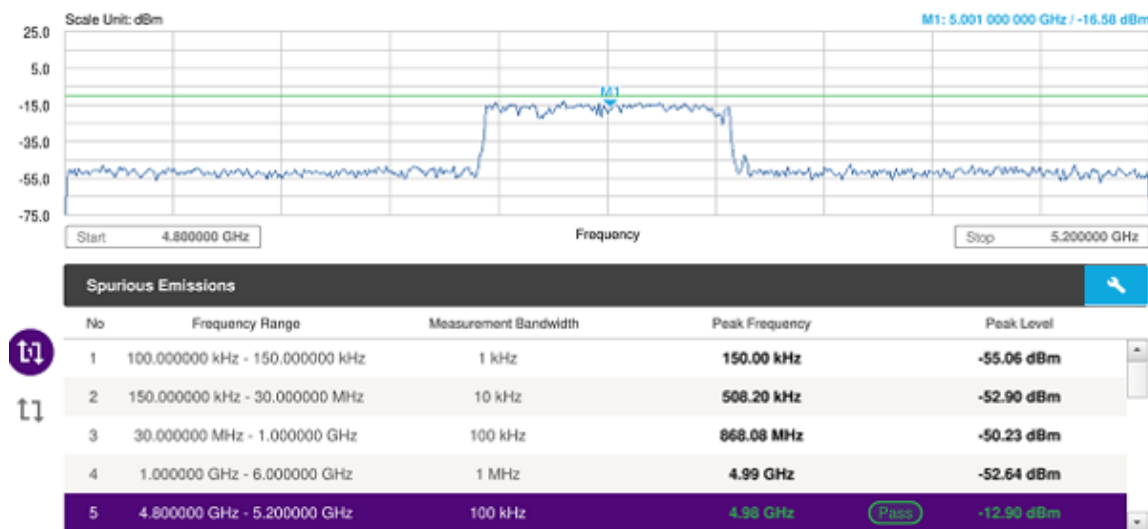 Scale Unit: dBm M1: 5.001 000 000 GHz / -16.58 dBm
25.0
5.0
M1
-15.0
-35.0
-55.0
-75.0
Start 4.800000 GHz Frequency Stop 5.200000 GHz
Spurious Emissions
No Frequency Range Measurement Bandwidth Peak Frequency Peak Level
1 100.000000 kHz - 150.000000 kHz 1 kHz 150.00 kHz -55.06 dBm
2 150.000000 kHz - 30.000000 MHz 10 kHz 508.20 kHz -52.90 dBm
3 30.000000 MHz - 1.000000 GHz 100 kHz 868.08 MHz -50.23 dBm
4 1.000000 GHz - 6.000000 GHz 1 MHz 4.99 GHz -52.64 dBm
5 4.800000 GHz - 5.200000 GHz 100 kHz 4.98 GHz Pass -12.90 dBm